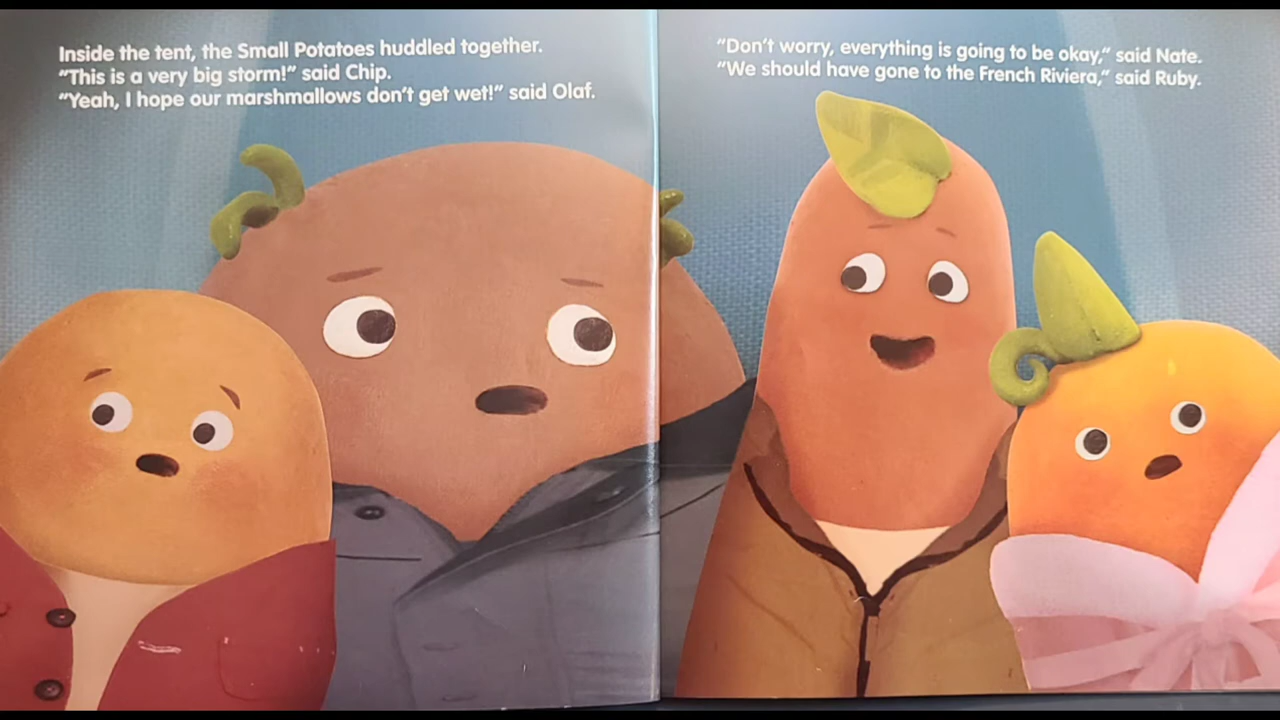 Inside the tent, the Small Potatoes huddled together.
“This is a very big storm!” said Chip.
“Yeah, I hope our marshmallows don’t get wet!” said Olaf.
“Don’t worry, everything is going to be okay,” said Nate.
“We should have gone to the French Riviera,” said Ruby.